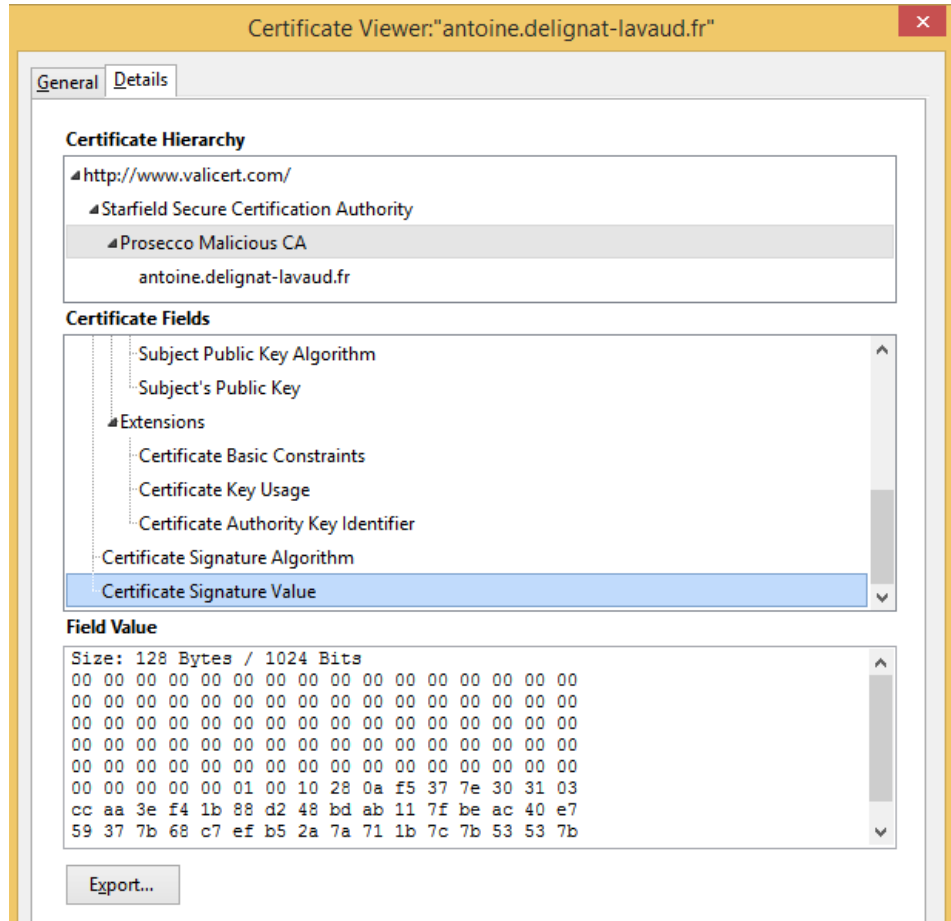 Certificate Viewer:"antoine.delignat-lavaud.fr"
General Details
Certificate Hierarchy
http://www.valicert.com/
Starfield Secure Certification Authority
Prosecco Malicious CA
antoine.delignat-lavaud.fr
Certificate Fields
Subject Public Key Algorithm
Subject's Public Key
Extensions
Certificate Basic Constraints
Certificate Key Usage
Certificate Authority Key Identifier
Certificate Signature Algorithm
Certificate Signature Value
Field Value
Size: 128 Bytes / 1024 Bits
00 00 00 00 00 00 00 00 00 00 00 00 00 00 00 00
00 00 00 00 00 00 00 00 00 00 00 00 00 00 00 00
00 00 00 00 00 00 00 00 00 00 00 00 00 00 00 00
00 00 00 00 00 00 00 00 00 00 00 00 00 00 00 00
00 00 00 00 00 00 00 00 00 00 00 00 00 00 00 00
00 00 00 00 00 01 00 10 28 0a f5 37 7e 30 31 03
cc aa 3e f4 1b 88 d2 48 bd ab 11 7f be ac 40 e7
59 37 7b 68 c7 ef b5 2a 7a 71 1b 7c 7b 53 53 7b
Export...